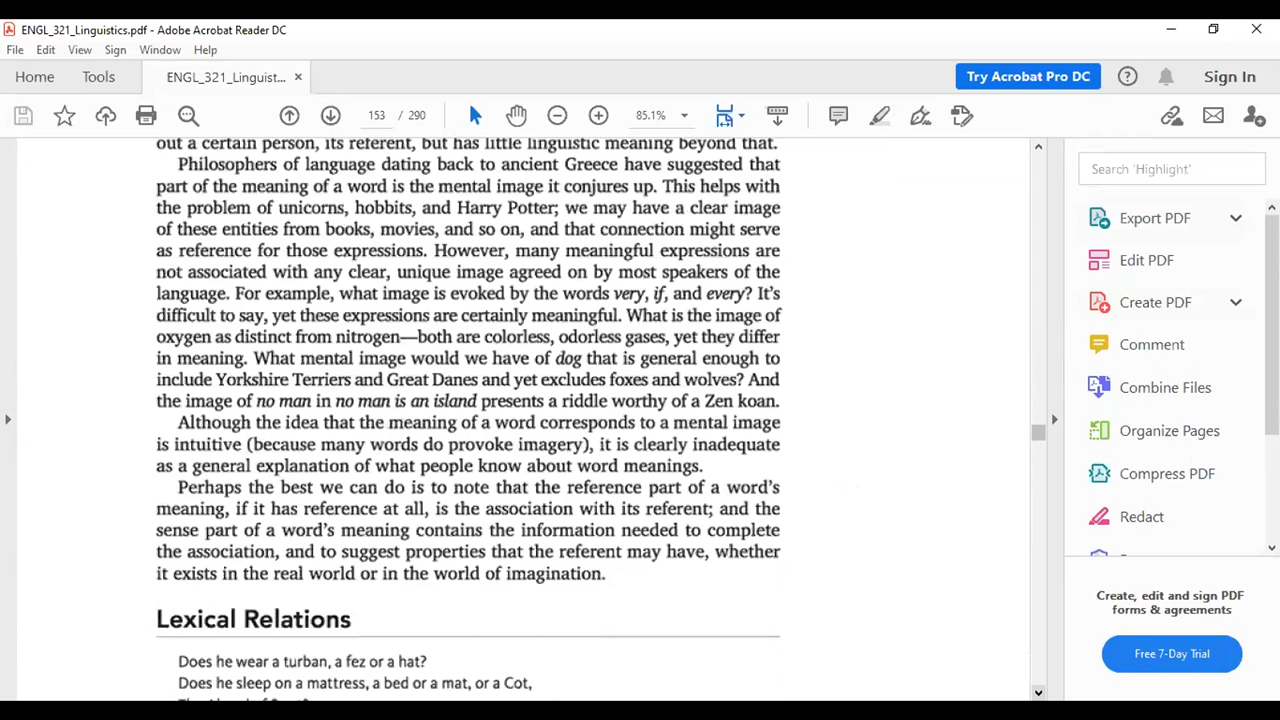 ENGL_321_Linguistics.pdf - Adobe Acrobat Reader DC
File Edit View Sign Window Help
Home Tools ENGL_321_Linguist... × Try Acrobat Pro DC Sign In
153 / 290 85.1%
out a certain person, its referent, but has little linguistic meaning beyond that.
Philosophers of language dating back to ancient Greece have suggested that
part of the meaning of a word is the mental image it conjures up. This helps with
the problem of unicorns, hobbits, and Harry Potter; we may have a clear image
of these entities from books, movies, and so on, and that connection might serve
as reference for those expressions. However, many meaningful expressions are
not associated with any clear, unique image agreed on by most speakers of the
language. For example, what image is evoked by the words very, if, and every? It's
difficult to say, yet these expressions are certainly meaningful. What is the image of
oxygen as distinct from nitrogen—both are colorless, odorless gases, yet they differ
in meaning. What mental image would we have of dog that is general enough to
include Yorkshire Terriers and Great Danes and yet excludes foxes and wolves? And
the image of no man in no man is an island presents a riddle worthy of a Zen koan.
Although the idea that the meaning of a word corresponds to a mental image
is intuitive (because many words do provoke imagery), it is clearly inadequate
as a general explanation of what people know about word meanings.
Perhaps the best we can do is to note that the reference part of a word's
meaning, if it has reference at all, is the association with its referent; and the
sense part of a word's meaning contains the information needed to complete
the association, and to suggest properties that the referent may have, whether
it exists in the real world or in the world of imagination.
Lexical Relations
Does he wear a turban, a fez or a hat?
Does he sleep on a mattress, a bed or a mat, or a Cot,
Search 'Highlight'
Export PDF
Edit PDF
Create PDF
Comment
Combine Files
Organize Pages
Compress PDF
Redact
Create, edit and sign PDF
forms & agreements
Free 7-Day Trial